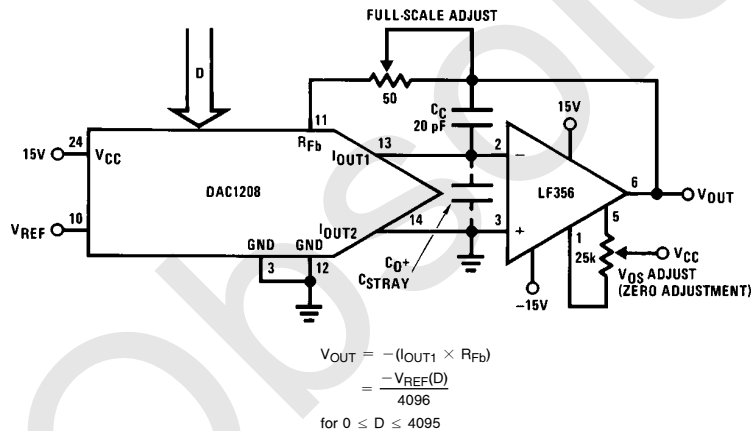 FULL-SCALE ADJUST
D
50
11
R_Fb
C_C
20 pF
15V
24
15V
V_CC
13
I_OUT1
2
−
DAC1208
LF356
6
V_OUT
10
V_REF
14
I_OUT2
3
+
5
1
25k
V_CC
GND GND
3 12
C_O+
C_STRAY
−15V
V_OS ADJUST
(ZERO ADJUSTMENT)
V_OUT = −(I_OUT1 × R_Fb)
= −V_REF(D)
4096
for 0 ≤ D ≤ 4095
Obsole